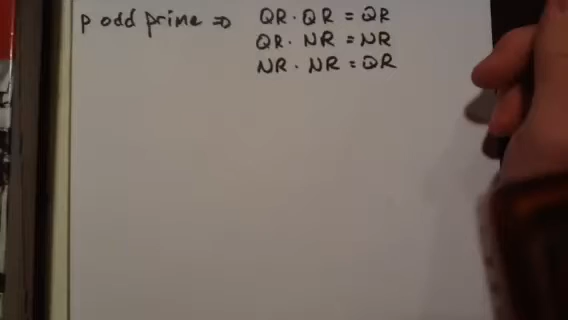 p odd prime ⇒ QR · QR = QR
QR · NR = NR
NR · NR = QR